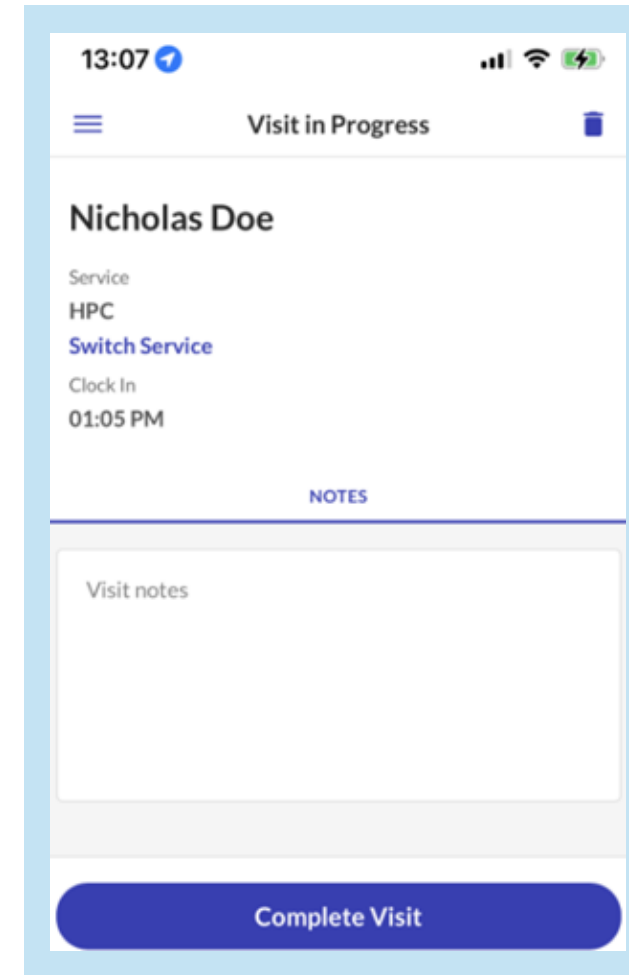 13:07
Visit in Progress
Nicholas Doe
Service
HPC
Switch Service
Clock In
01:05 PM
NOTES
Visit notes
Complete Visit